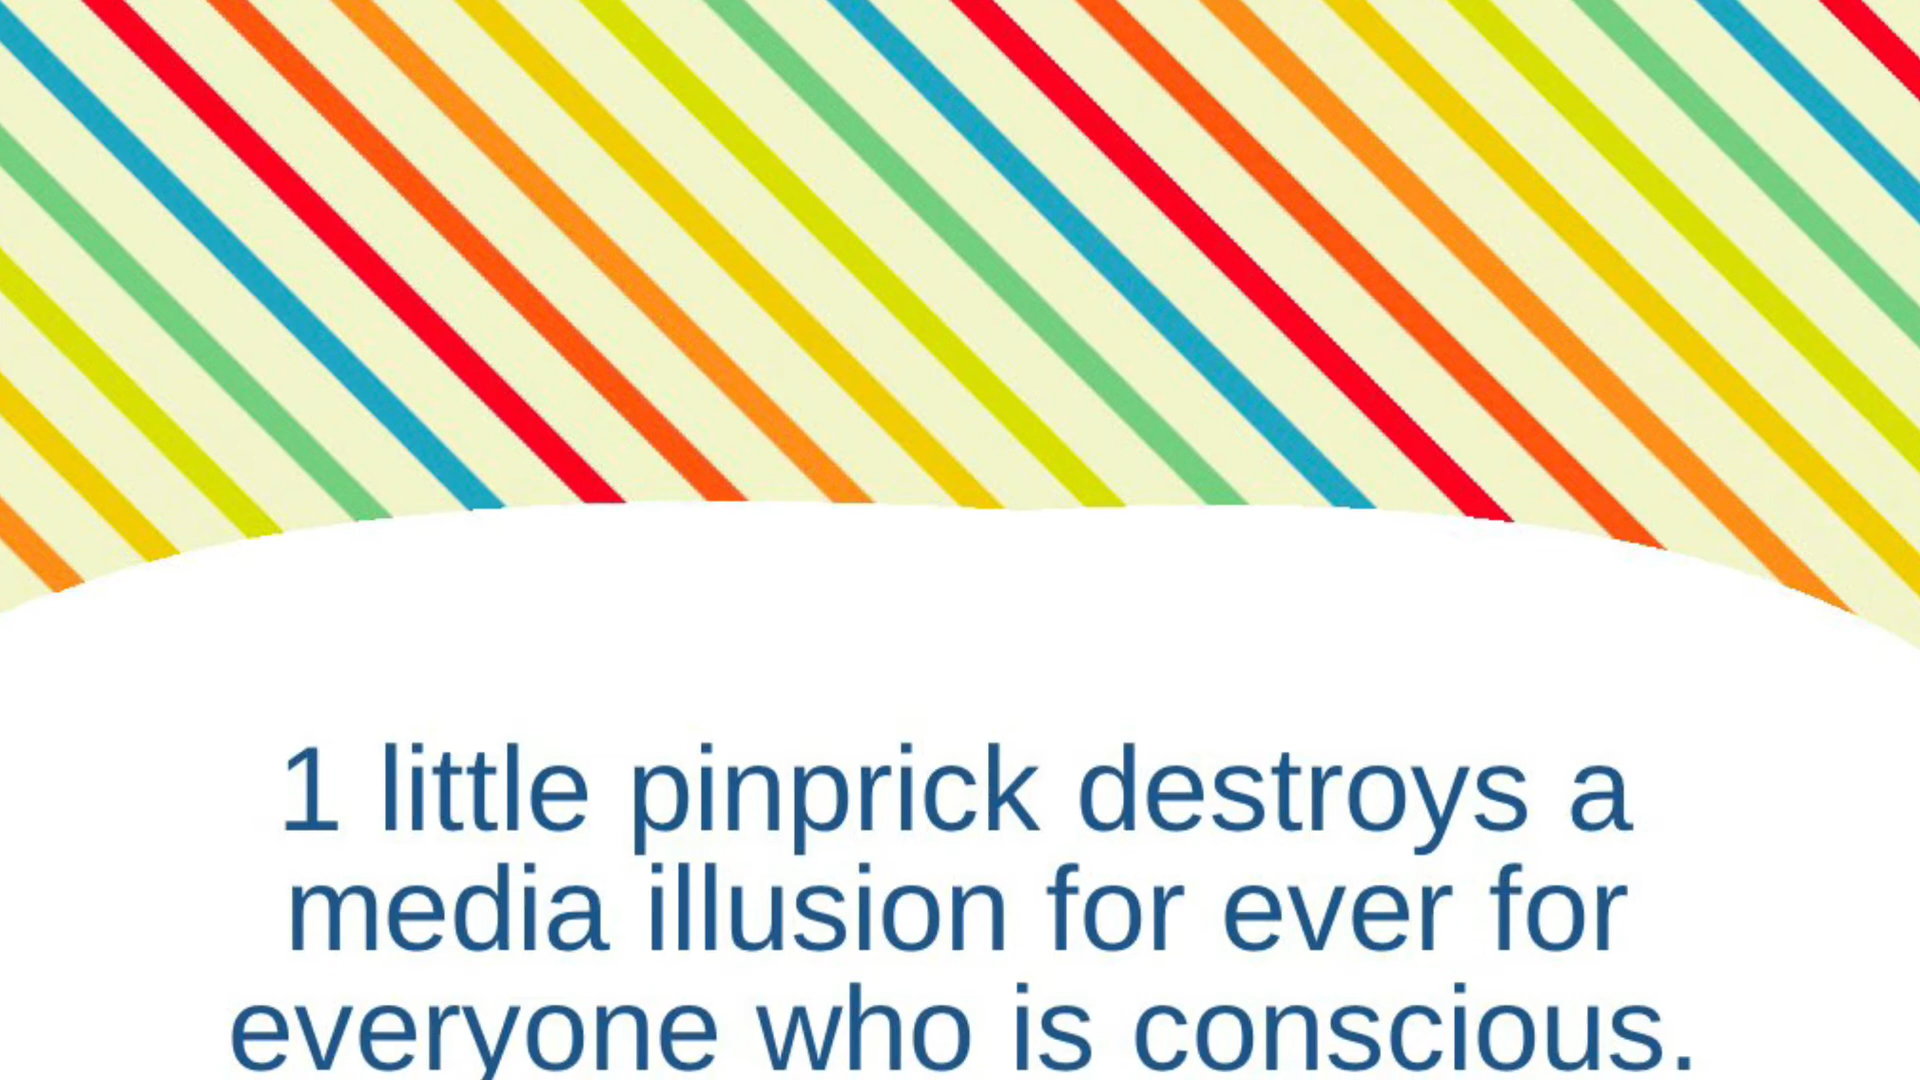 1 little pinprick destroys a
media illusion for ever for
everyone who is conscious.